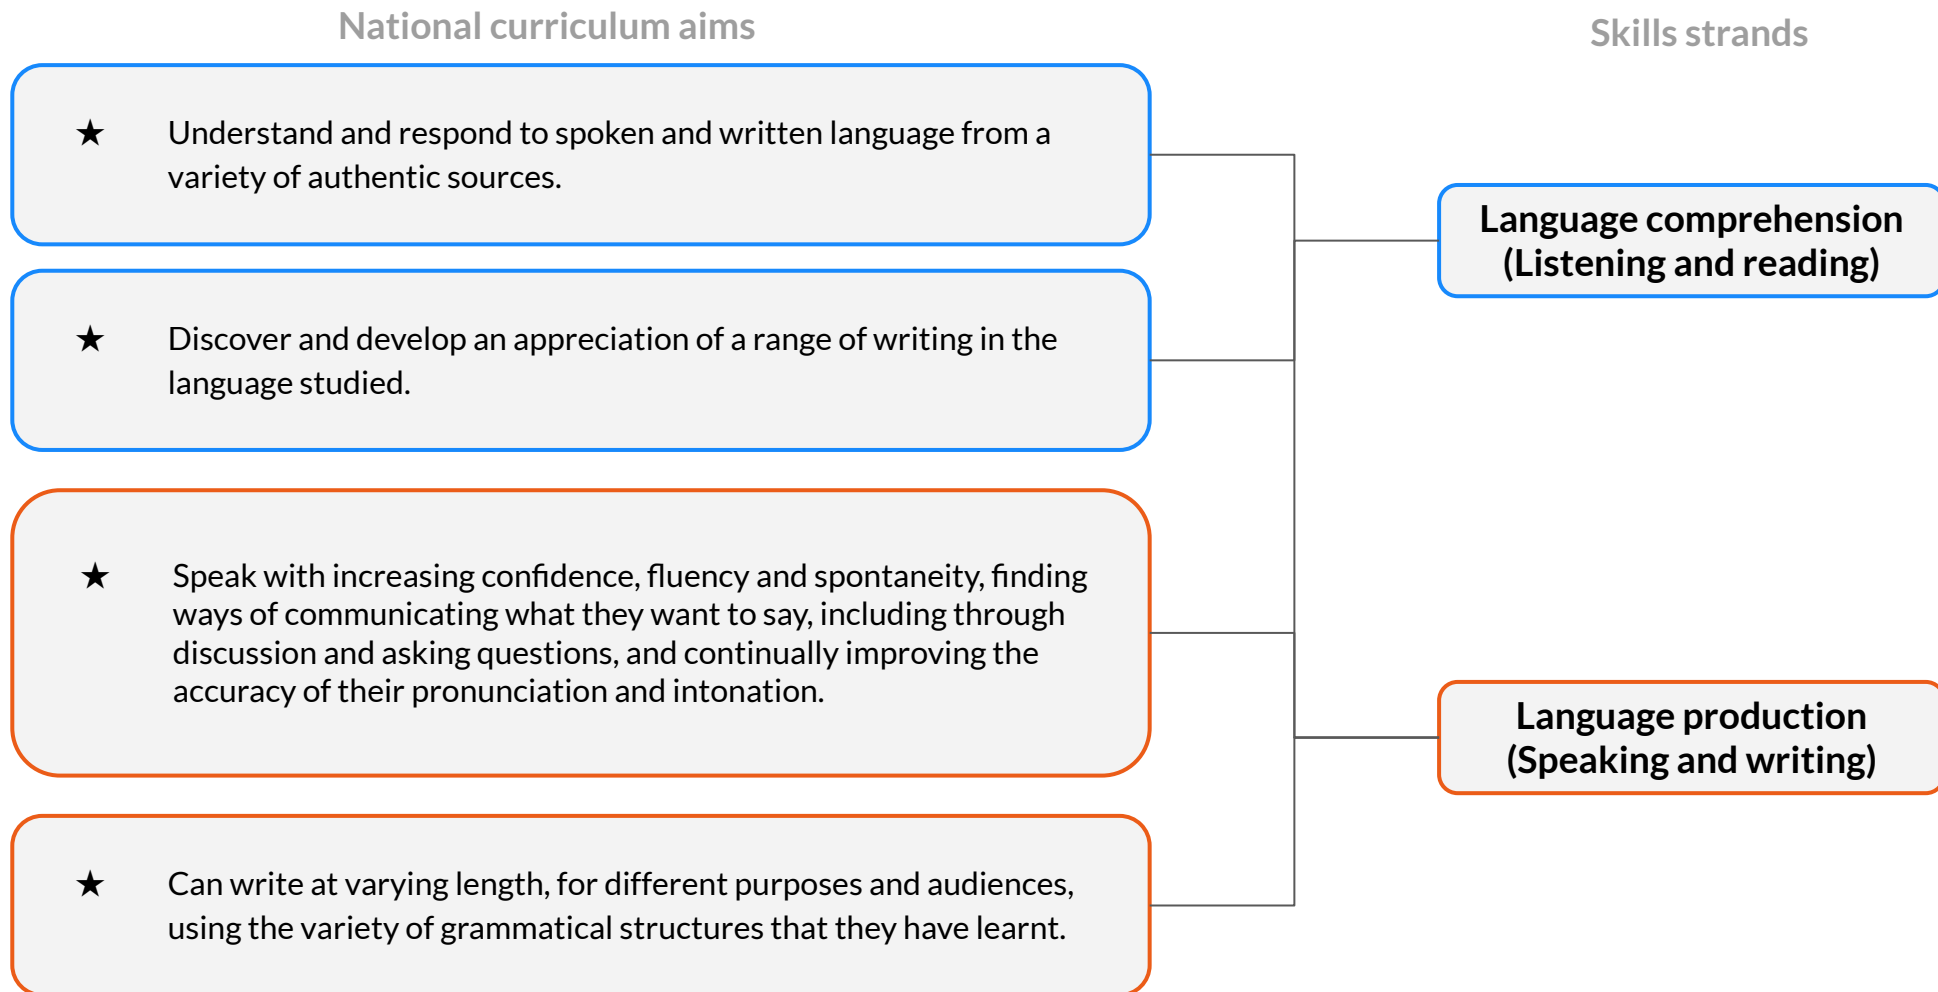 National curriculum aims
Skills strands
★ Understand and respond to spoken and written language from a
variety of authentic sources.
Language comprehension
(Listening and reading)
★ Discover and develop an appreciation of a range of writing in the
language studied.
★ Speak with increasing confidence, fluency and spontaneity, finding
ways of communicating what they want to say, including through
discussion and asking questions, and continually improving the
accuracy of their pronunciation and intonation.
Language production
(Speaking and writing)
★ Can write at varying length, for different purposes and audiences,
using the variety of grammatical structures that they have learnt.